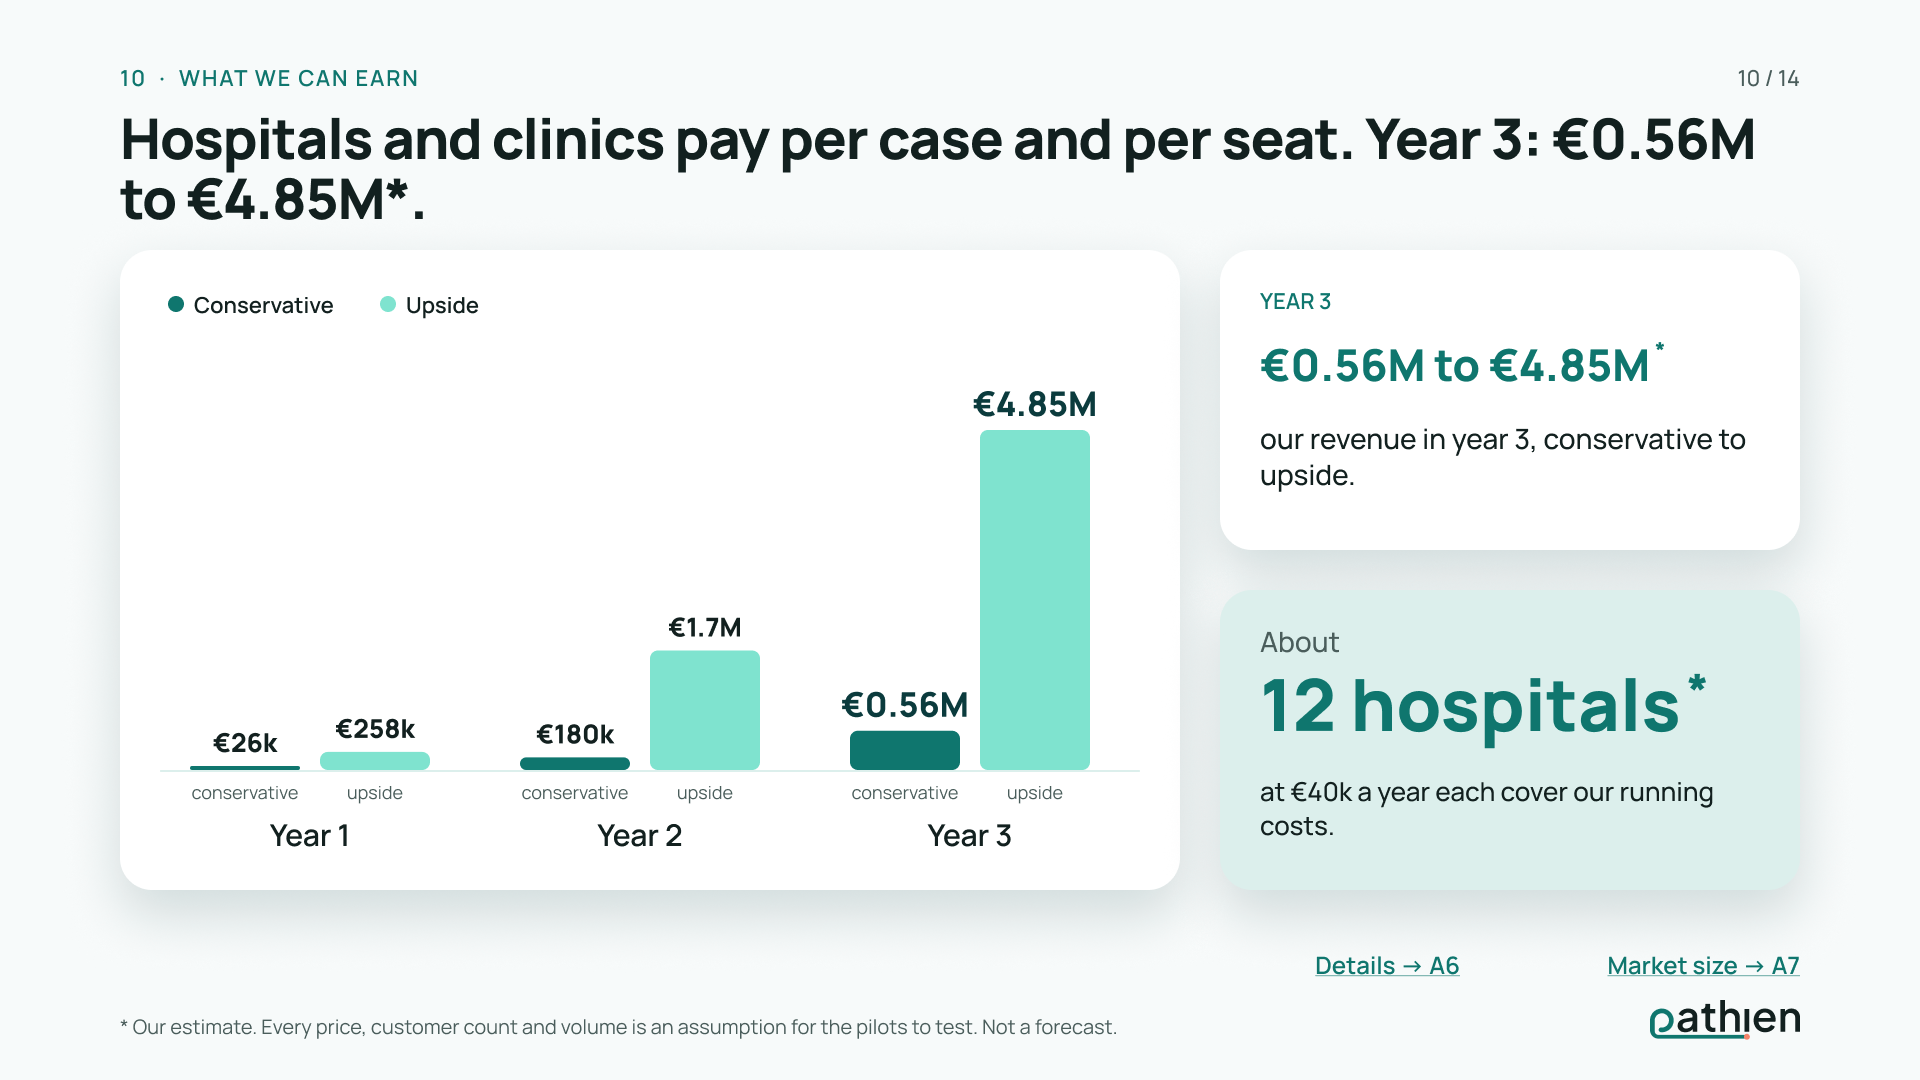 10 · WHAT WE CAN EARN
10 / 14
Hospitals and clinics pay per case and per seat. Year 3: €0.56M
to €4.85M*.
Conservative
Upside
€26k
€258k
€180k
€1.7M
€0.56M
€4.85M
conservative
upside
conservative
upside
conservative
upside
Year 1
Year 2
Year 3
YEAR 3
€0.56M to €4.85M*
our revenue in year 3, conservative to
upside.
About
12 hospitals*
at €40k a year each cover our running
costs.
Details → A6
Market size → A7
* Our estimate. Every price, customer count and volume is an assumption for the pilots to test. Not a forecast.
pathien